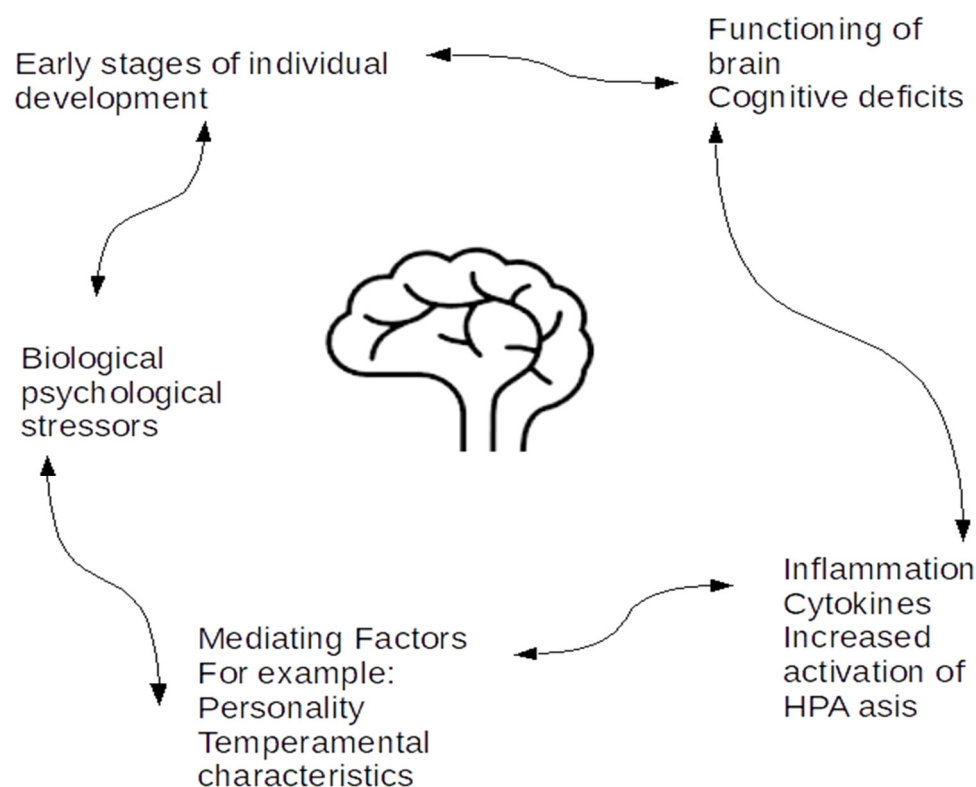 Early stages of individual
development
Functioning of
brain
Cognitive deficits
Biological
psychological
stressors
Mediating Factors
For example:
Personality
Temperamental
characteristics
Inflammation
Cytokines
Increased
activation of
HPA asis